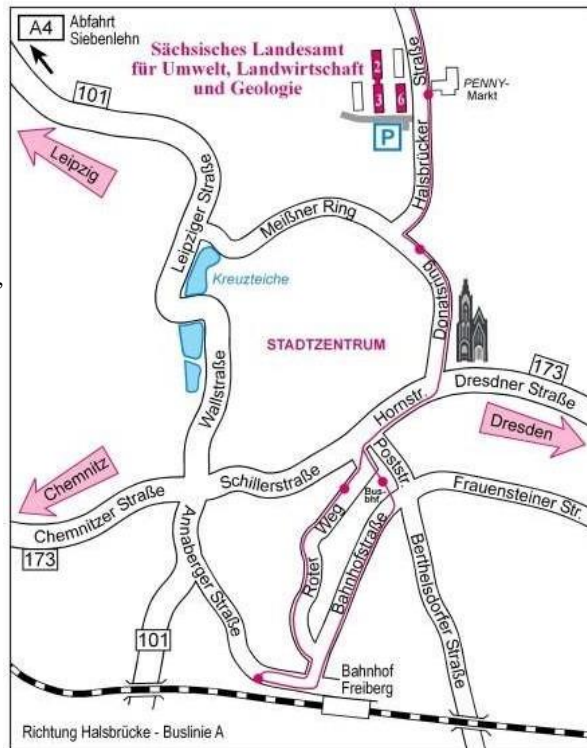 A4
Abfahrt
Siebenlehn
101
Sächsisches Landesamt
für Umwelt, Landwirtschaft
und Geologie
2
3
6
P
Halsbrücker Straße
PENNY-
Markt
Leipzig
Leipziger Straße
Meißner Ring
Kreuzteiche
Donatsring
STADTZENTRUM
Wallstraße
173
Dresdner Straße
Dresden
Hornstr.
Poststr.
Chemnitz
Schillerstraße
Chemnitzer Straße
173
Bus-
bhf
Frauensteiner Str.
Roter Weg
Bahnhofstraße
Annaberger Straße
Berthelsdorfer Straße
101
Bahnhof
Freiberg
Richtung Halsbrücke - Buslinie A